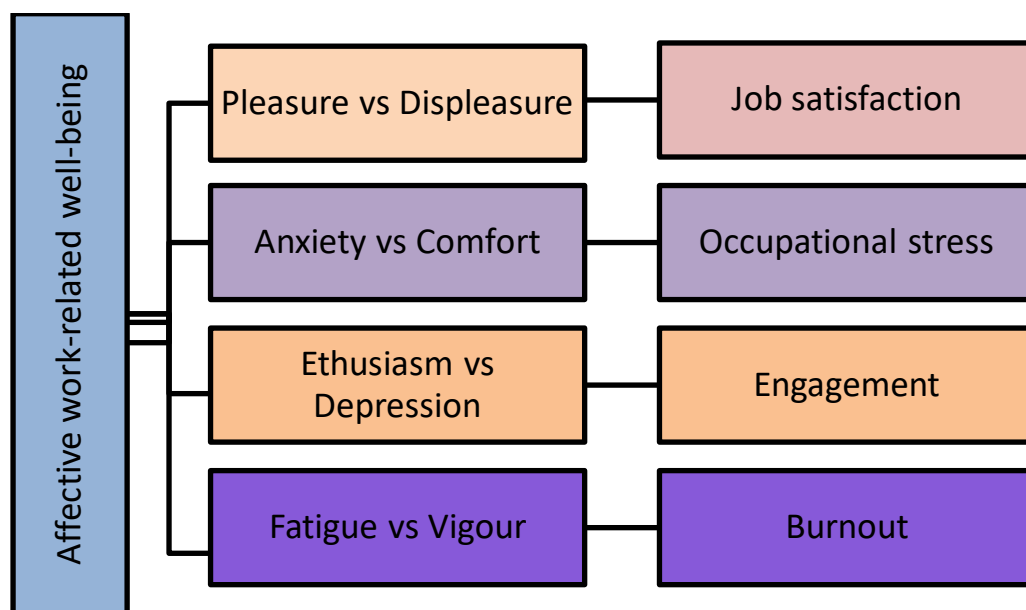 Affective work-related well-being
Pleasure vs Displeasure
Job satisfaction
Anxiety vs Comfort
Occupational stress
Ethusiasm vs
Depression
Engagement
Fatigue vs Vigour
Burnout